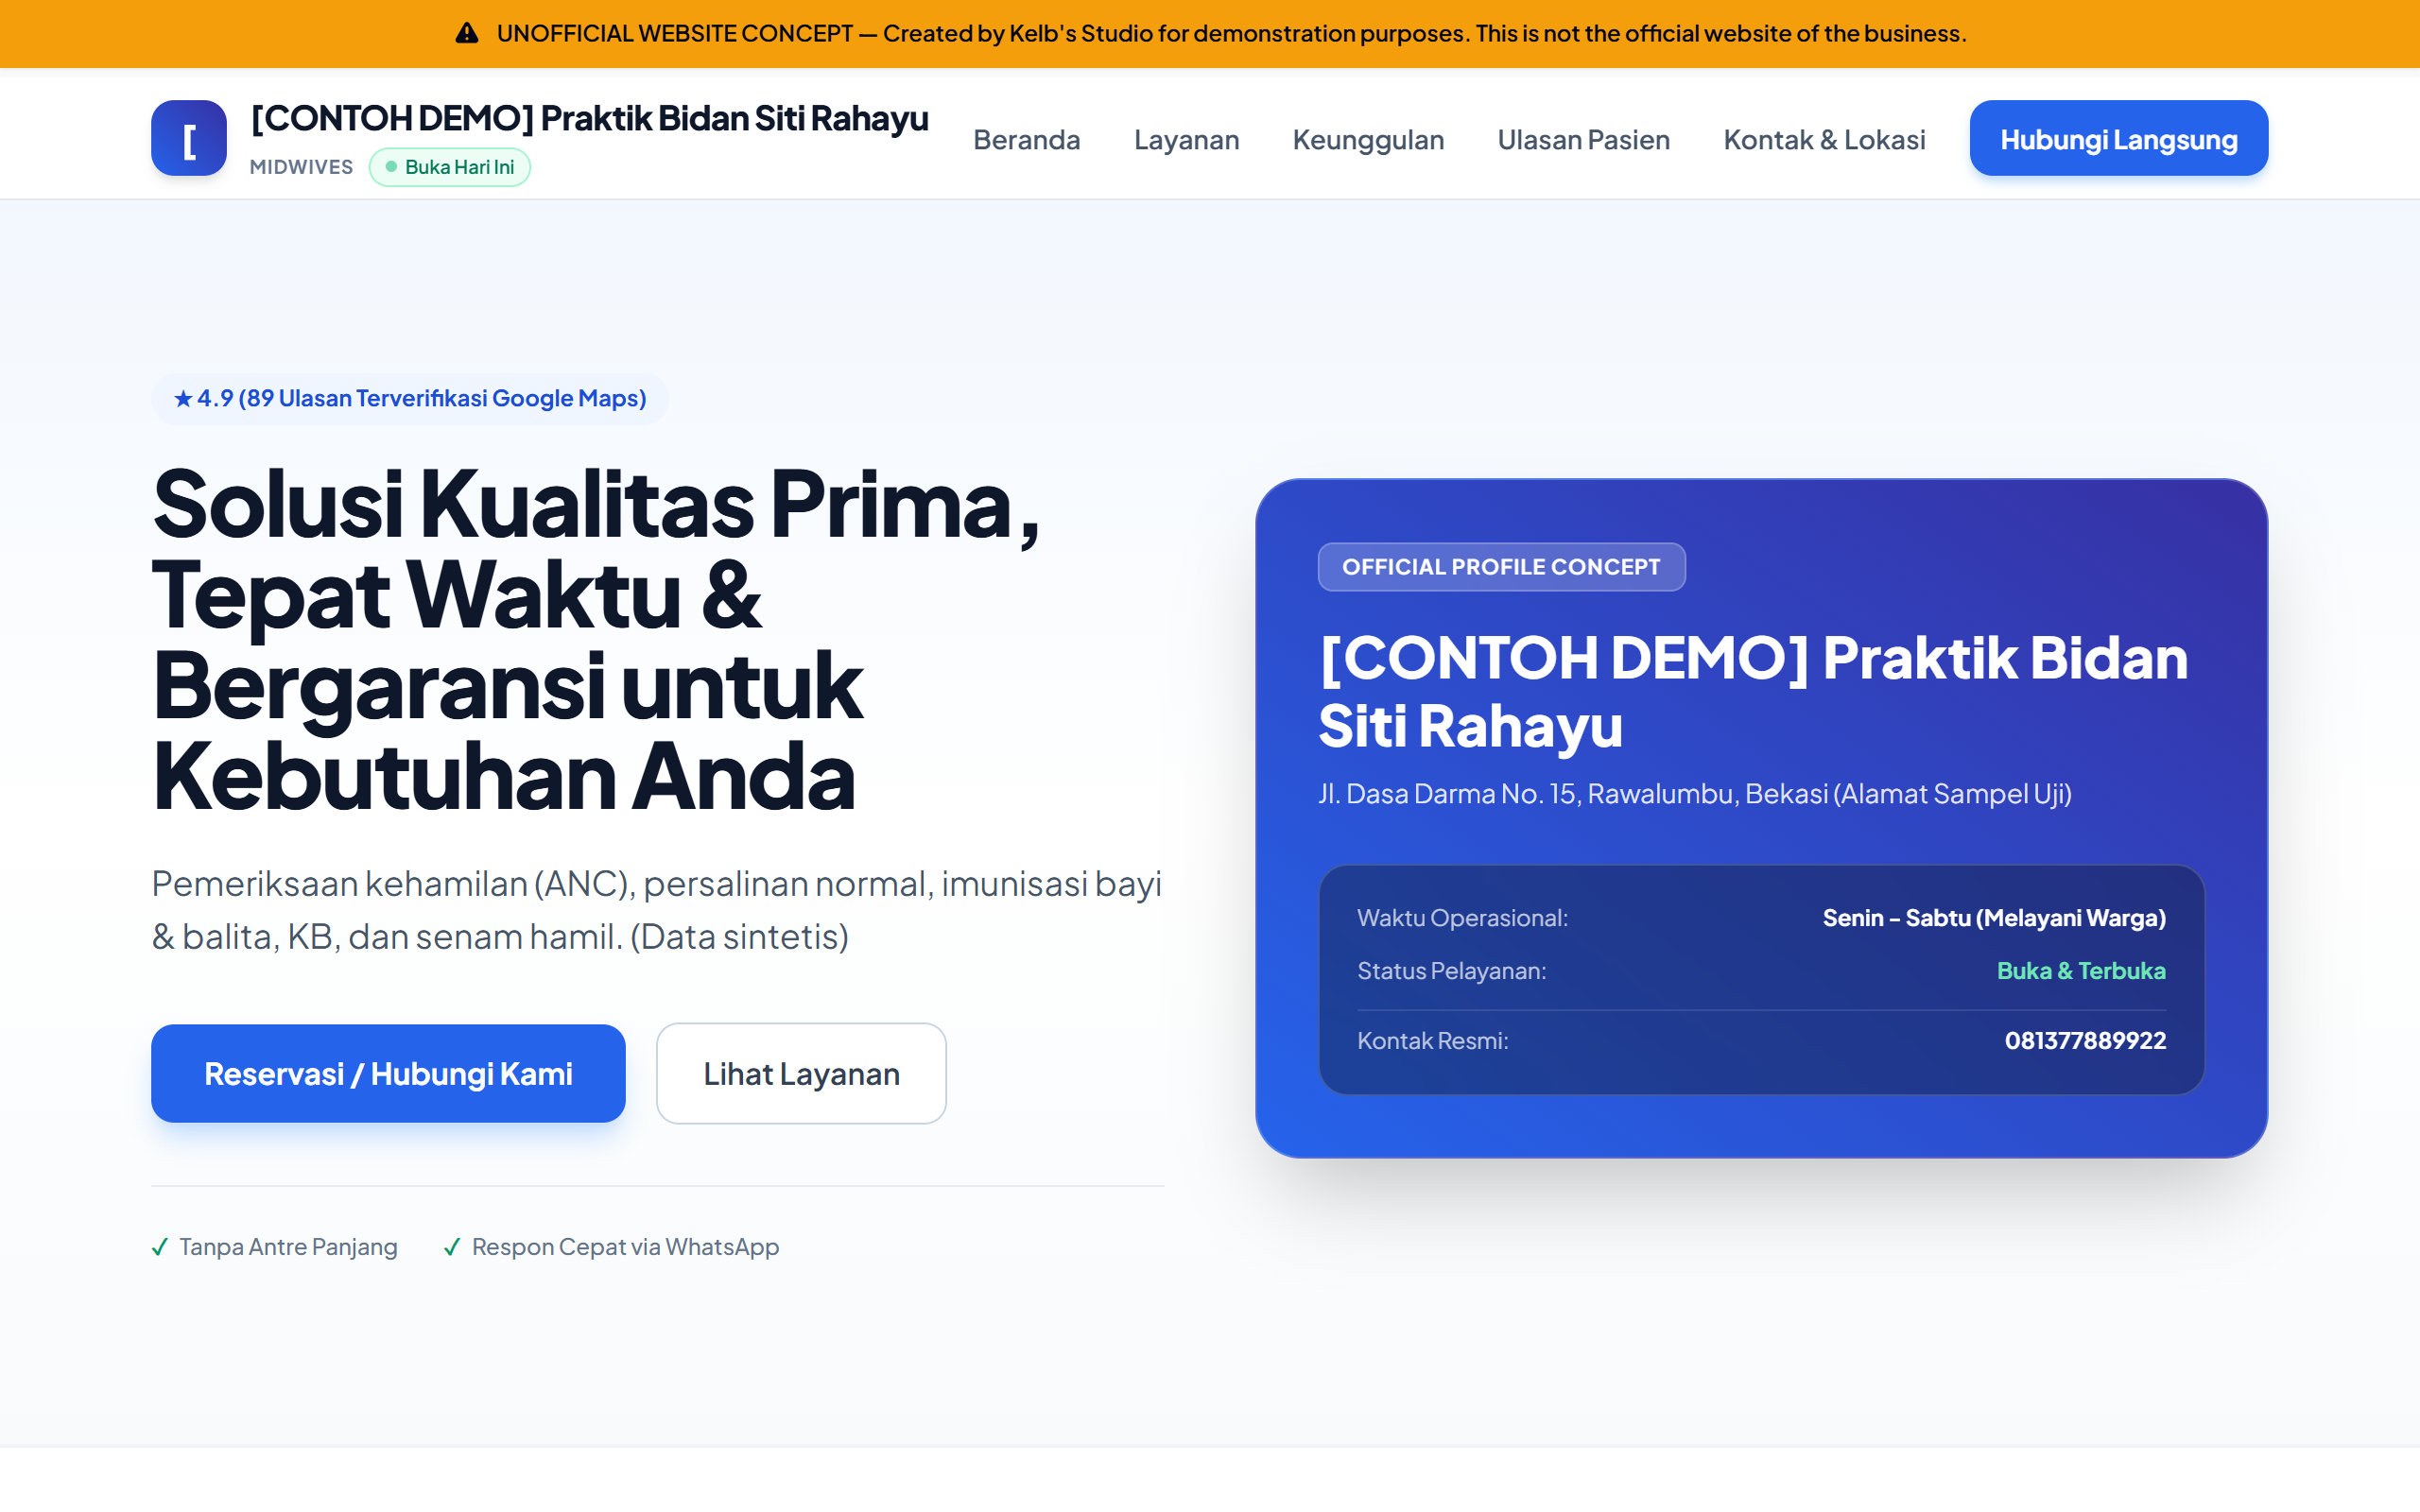 UNOFFICIAL WEBSITE CONCEPT — Created by Kelb's Studio for demonstration purposes. This is not the official website of the business.
[
[CONTOH DEMO] Praktik Bidan Siti Rahayu
MIDWIVES
Buka Hari Ini
Beranda
Layanan
Keunggulan
Ulasan Pasien
Kontak & Lokasi
Hubungi Langsung
★ 4.9 (89 Ulasan Terverifikasi Google Maps)
Solusi Kualitas Prima,
Tepat Waktu &
Bergaransi untuk
Kebutuhan Anda
Pemeriksaan kehamilan (ANC), persalinan normal, imunisasi bayi
& balita, KB, dan senam hamil. (Data sintetis)
Reservasi / Hubungi Kami
Lihat Layanan
✓ Tanpa Antre Panjang
✓ Respon Cepat via WhatsApp
OFFICIAL PROFILE CONCEPT
[CONTOH DEMO] Praktik Bidan
Siti Rahayu
Jl. Dasa Darma No. 15, Rawalumbu, Bekasi (Alamat Sampel Uji)
Waktu Operasional: Senin – Sabtu (Melayani Warga)
Status Pelayanan: Buka & Terbuka
Kontak Resmi: 081377889922